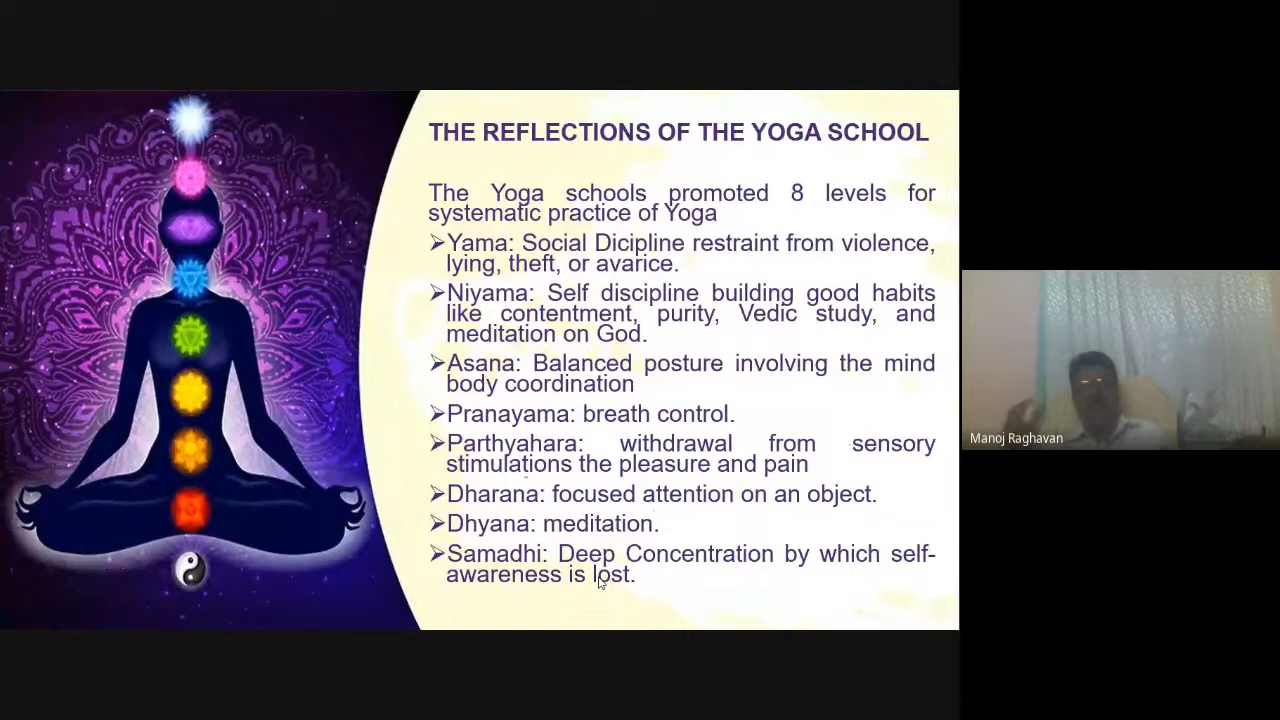 THE REFLECTIONS OF THE YOGA SCHOOL
The Yoga schools promoted 8 levels for
systematic practice of Yoga
➢Yama: Social Dicipline restraint from violence,
lying, theft, or avarice.
➢Niyama: Self discipline building good habits
like contentment, purity, Vedic study, and
meditation on God.
➢Asana: Balanced posture involving the mind
body coordination
➢Pranayama: breath control.
➢Parthyahara: withdrawal from sensory
stimulations the pleasure and pain
➢Dharana: focused attention on an object.
➢Dhyana: meditation.
➢Samadhi: Deep Concentration by which self-
awareness is lost.
Manoj Raghavan